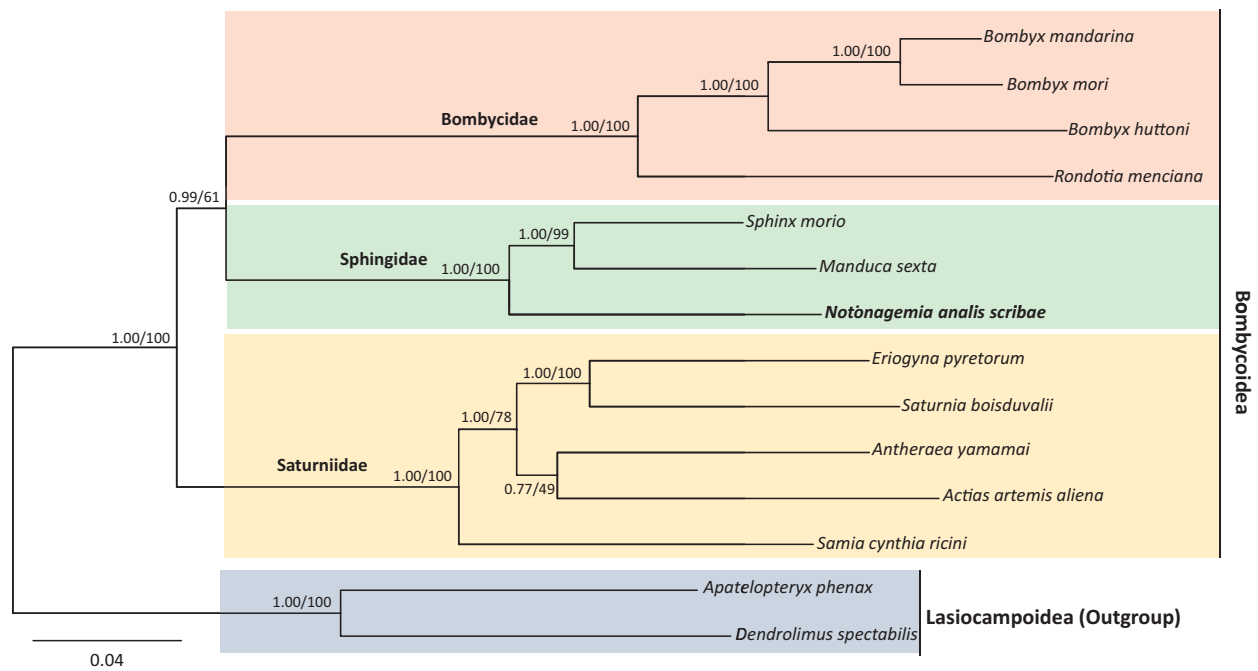 Bombyx mandarina
1.00/100
Bombyx mori
1.00/100
Bombycidae
1.00/100
Bombyx huttoni
Rondotia menciana
0.99/61
Sphinx morio
1.00/99
Sphingidae
1.00/100
Manduca sexta
Notonagemia analis scribae
Bombycoidea
1.00/100
Eriogyna pyretorum
1.00/100
Saturnia boisduvalii
1.00/78
Antheraea yamamai
Saturniidae
1.00/100
0.77/49
Actias artemis aliena
Samia cynthia ricini
Apatelopteryx phenax
1.00/100
Lasiocampoidea (Outgroup)
Dendrolimus spectabilis
0.04